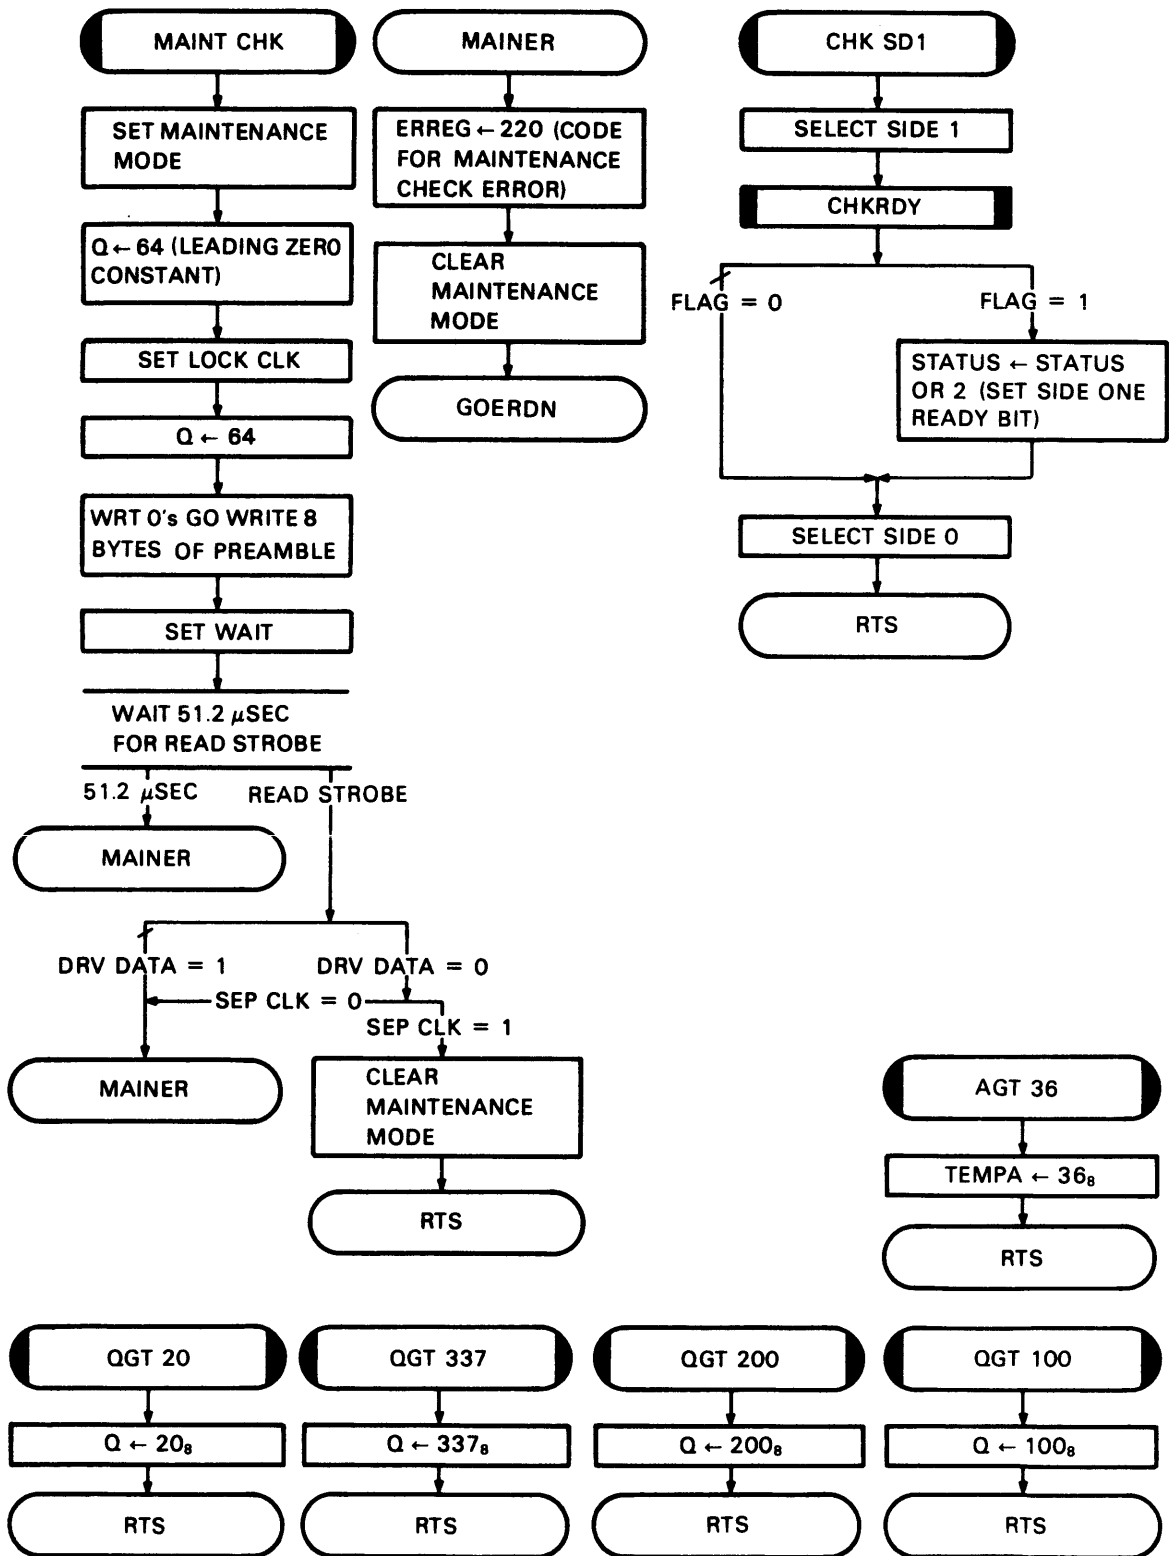 MAINT CHK
SET MAINTENANCE
MODE
Q ← 64 (LEADING ZERO
CONSTANT)
SET LOCK CLK
Q ← 64
WRT 0's GO WRITE 8
BYTES OF PREAMBLE
SET WAIT
WAIT 51.2 μSEC
FOR READ STROBE
51.2 μSEC
READ STROBE
MAINER
DRV DATA = 1
DRV DATA = 0
SEP CLK = 0
SEP CLK = 1
MAINER
CLEAR
MAINTENANCE
MODE
RTS
MAINER
ERREG ← 220 (CODE
FOR MAINTENANCE
CHECK ERROR)
CLEAR
MAINTENANCE
MODE
GOERDN
CHK SD1
SELECT SIDE 1
CHKRDY
FLAG = 0
FLAG = 1
STATUS ← STATUS
OR 2 (SET SIDE ONE
READY BIT)
SELECT SIDE 0
RTS
AGT 36
TEMPA ← 36₈
RTS
QGT 20
Q ← 20₈
RTS
QGT 337
Q ← 337₈
RTS
QGT 200
Q ← 200₈
RTS
QGT 100
Q ← 100₈
RTS